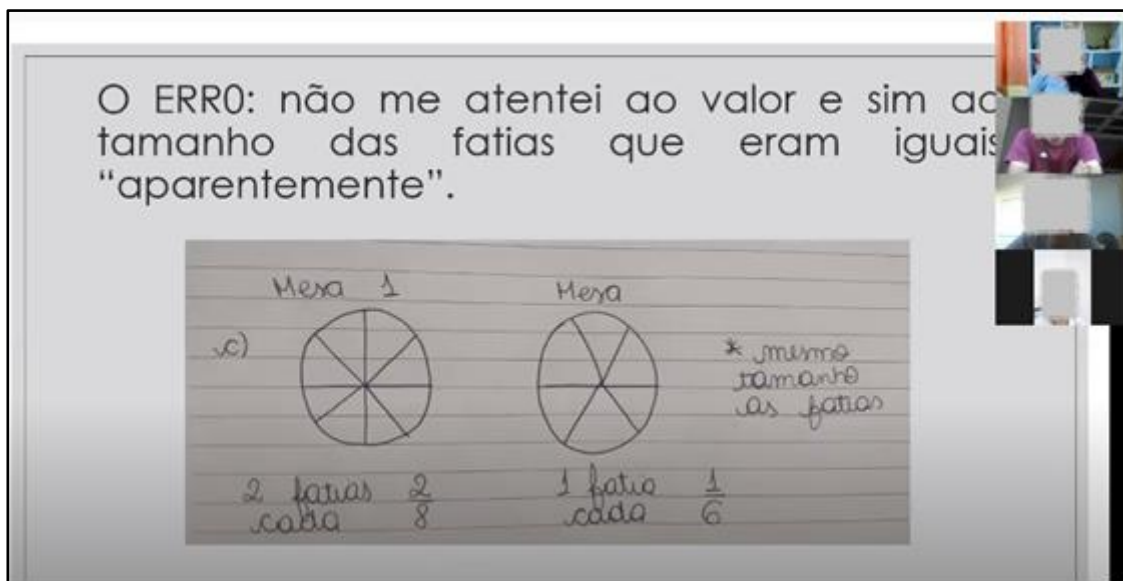 O ERR0: não me atentei ao valor e sim ao
tamanho das fatias que eram iguais
“aparentemente”.
Mesa 1
Mesa
c)
* mesmo
tamanho
as fatias
2 fatias 2/8
cada
1 fatia 1/6
cada